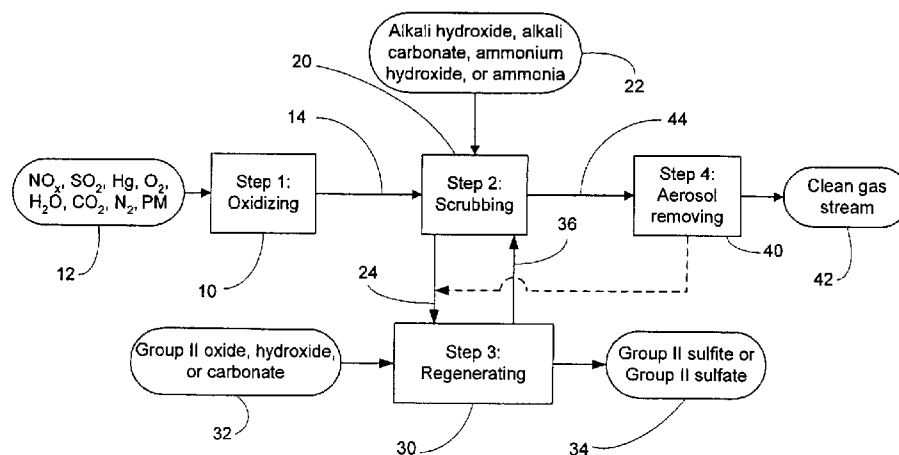 Alkali hydroxide, alkali
carbonate, ammonium
hydroxide, or ammonia
20
22
14
44
NOx, SO2, Hg, O2,
H2O, CO2, N2, PM
Step 1:
Oxidizing
Step 2:
Scrubbing
Step 4:
Aerosol
removing
Clean gas
stream
12
10
24
36
40
42
Group II oxide, hydroxide,
or carbonate
Step 3:
Regenerating
Group II sulfite or
Group II sulfate
32
30
34